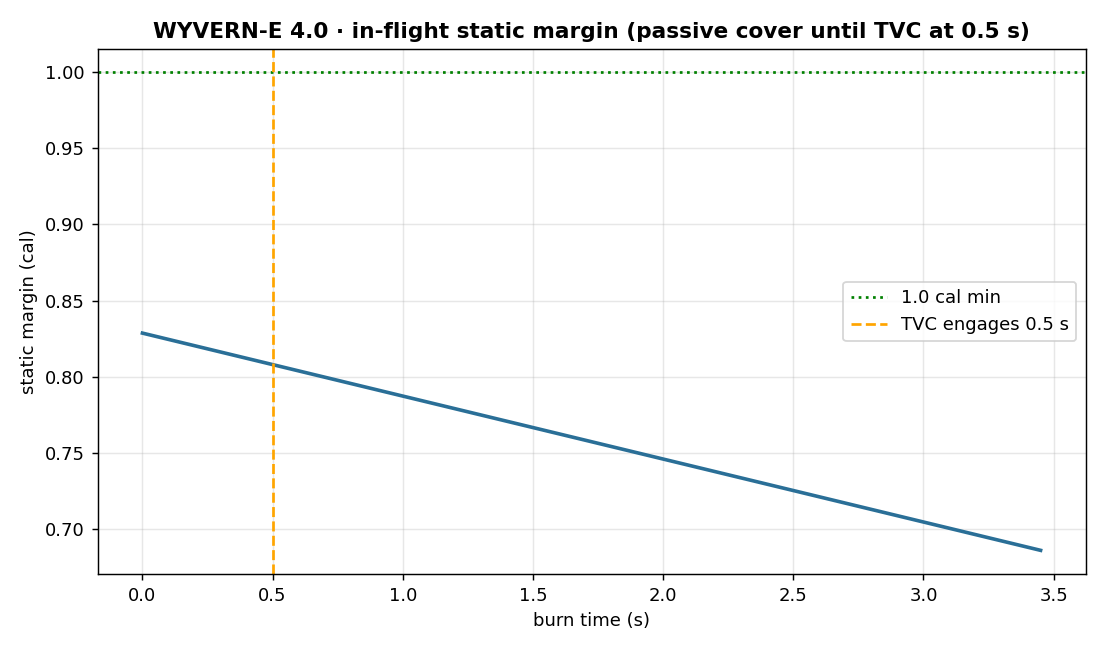 WYVERN-E 4.0 · in-flight static margin (passive cover until TVC at 0.5 s)
static margin (cal)
1.00
0.95
0.90
0.85
0.80
0.75
0.70
1.0 cal min
TVC engages 0.5 s
0.0 0.5 1.0 1.5 2.0 2.5 3.0 3.5
burn time (s)